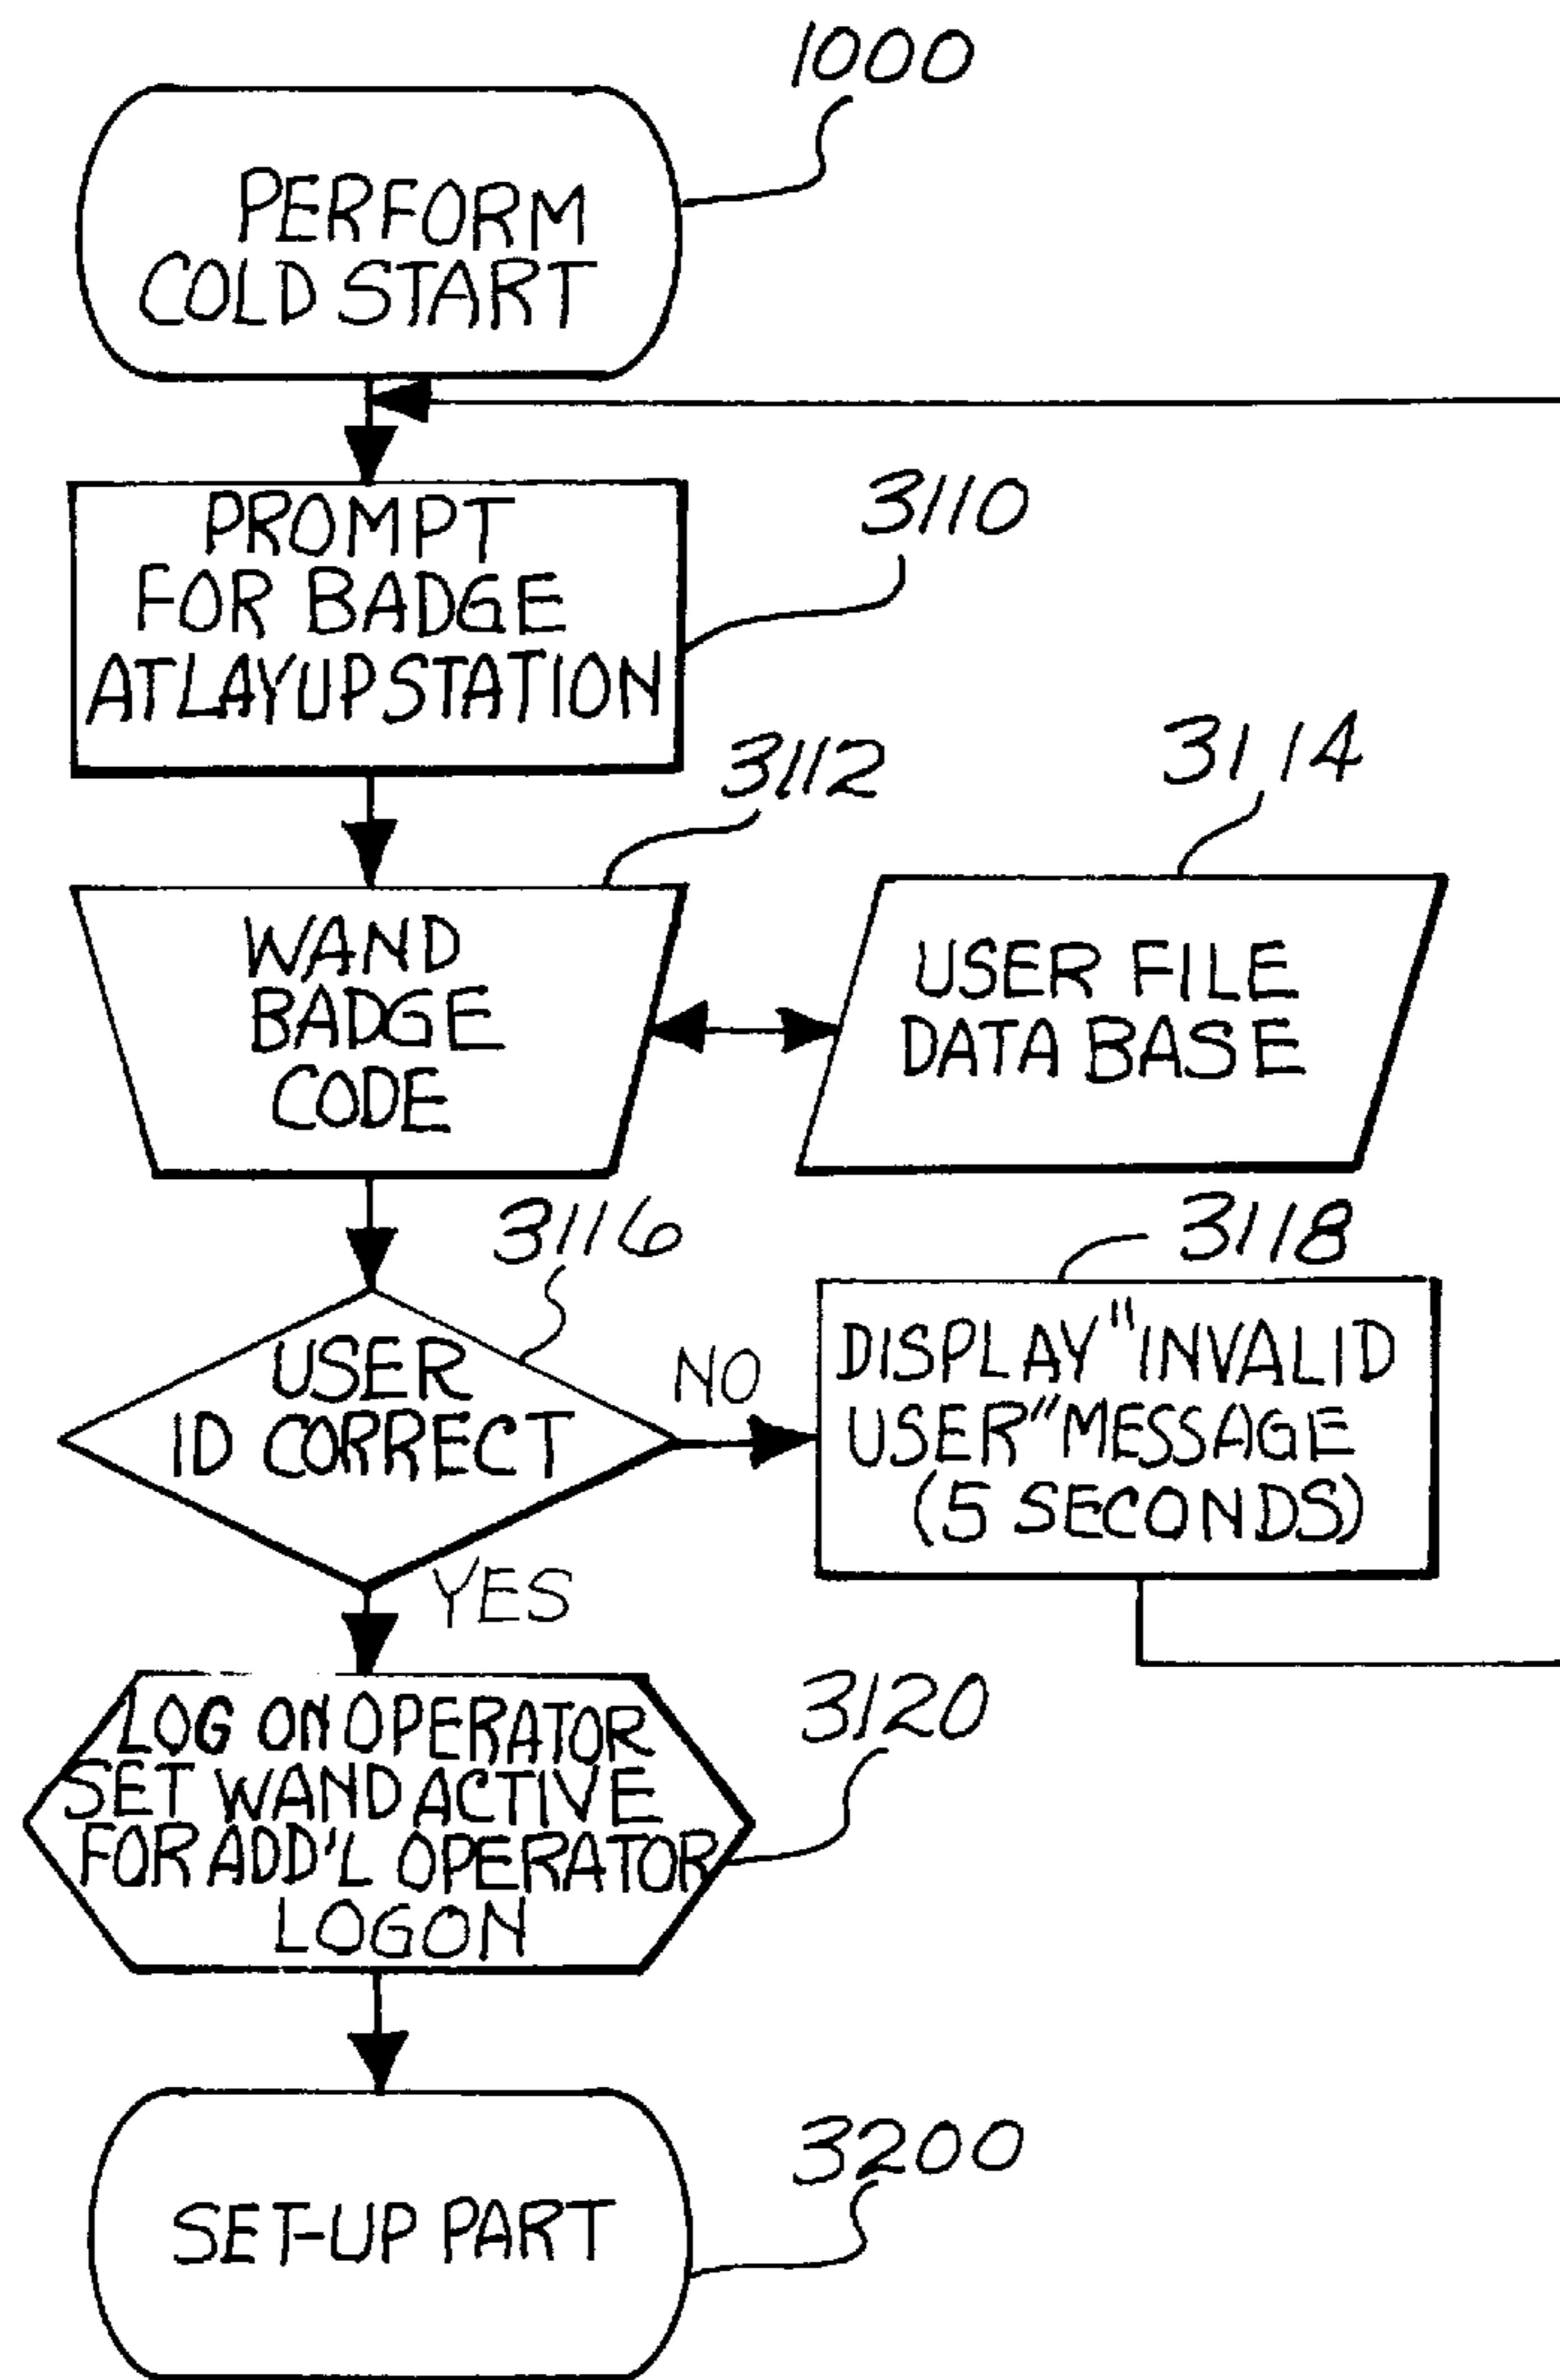 1000
PERFORM
COLD START
3110
PROMPT
FOR BADGE
AT LAYUP STATION
3112
WAND
BADGE
CODE
3114
USER FILE
DATA BASE
3116
USER
ID CORRECT
NO
YES
3118
DISPLAY "INVALID
USER" MESSAGE
(5 SECONDS)
3120
LOG ON OPERATOR
SET WAND ACTIVE
FOR ADD'L OPERATOR
LOGON
3200
SET-UP PART